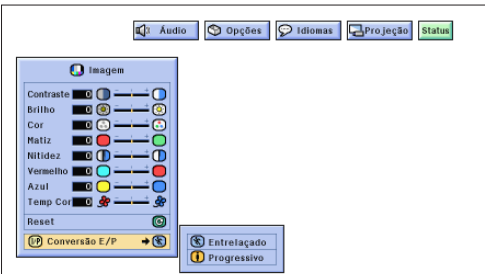 Áudio Opções Idiomas Projeção Status
Imagem
Contraste 0
Brilho 0
Cor 0
Matiz 0
Nitidez 0
Vermelho 0
Azul 0
Temp Cor 0
Reset
I/P Conversão E/P
Entrelaçado
Progressivo